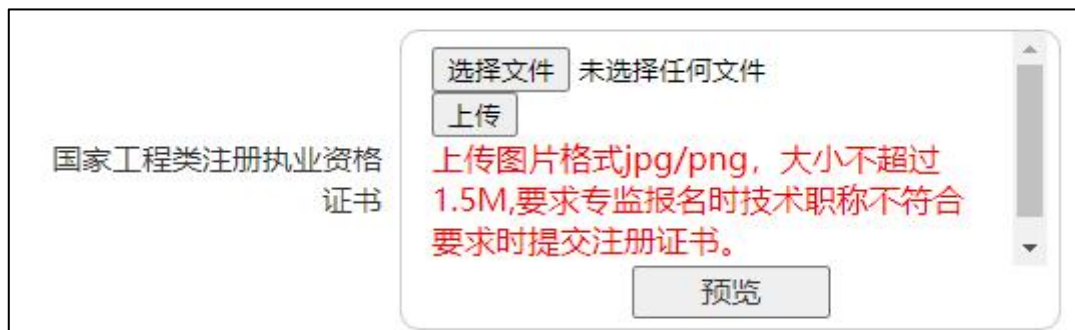 选择文件 未选择任何文件
上传
国家工程类注册执业资格
证书
上传图片格式jpg/png，大小不超过
1.5M,要求专监报名时技术职称不符合
要求时提交注册证书。
预览